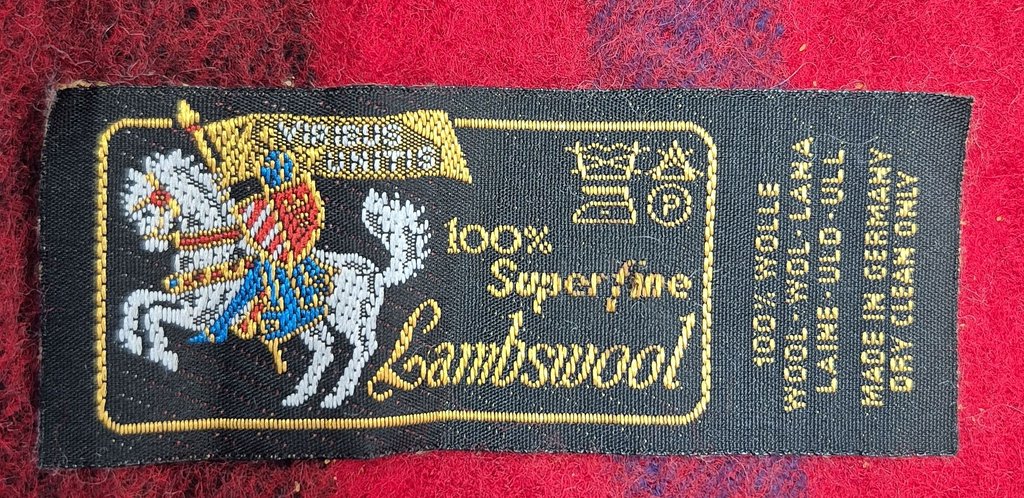 VIRIBUS
UNITIS
100%
Superfine
Lambswool
P
100% WOLLE
WOOL-WOL-LANA
LAINE-ULD-ULL
MADE IN GERMANY
DRY CLEAN ONLY